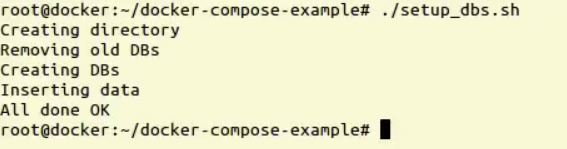 root@docker:~/docker-compose-example# ./setup_dbs.sh
Creating directory
Removing old DBs
Creating DBs
Inserting data
All done OK
root@docker:~/docker-compose-example#